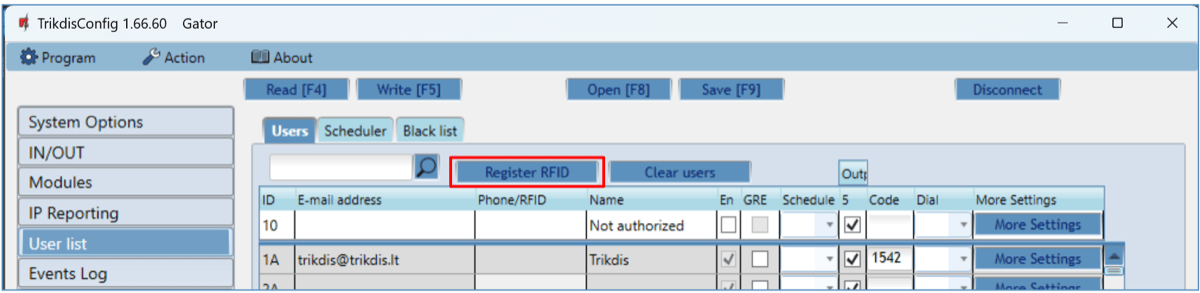 TrikdisConfig 1.66.60 Gator
Program Action About
Read [F4] Write [F5] Open [F8] Save [F9] Disconnect
System Options
IN/OUT
Modules
IP Reporting
User list
Events Log
Users Scheduler Black list
Register RFID Clear users Outp
ID E-mail address Phone/RFID Name En GRE Schedule 5 Code Dial More Settings
10 Not authorized More Settings
1A trikdis@trikdis.lt Trikdis 1542 More Settings
2A More Settings